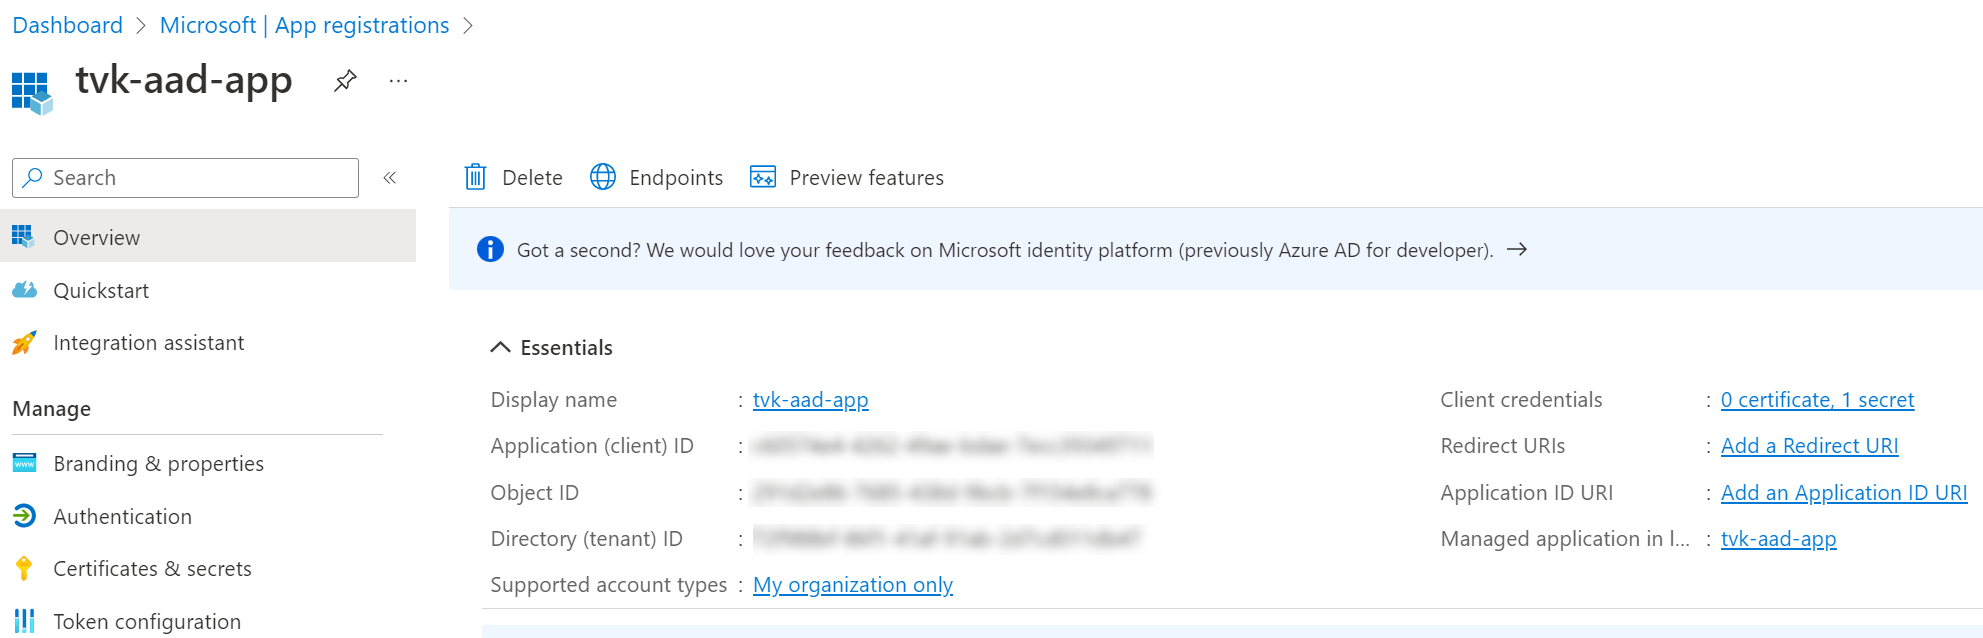 Dashboard > Microsoft | App registrations >
tvk-aad-app ...
Search «
Overview
Quickstart
Integration assistant
Manage
Branding & properties
Authentication
Certificates & secrets
Token configuration
Delete Endpoints Preview features
Got a second? We would love your feedback on Microsoft identity platform (previously Azure AD for developer). →
Essentials
Display name : tvk-aad-app
Application (client) ID :
Object ID :
Directory (tenant) ID :
Supported account types : My organization only
Client credentials : 0 certificate, 1 secret
Redirect URIs : Add a Redirect URI
Application ID URI : Add an Application ID URI
Managed application in l... : tvk-aad-app